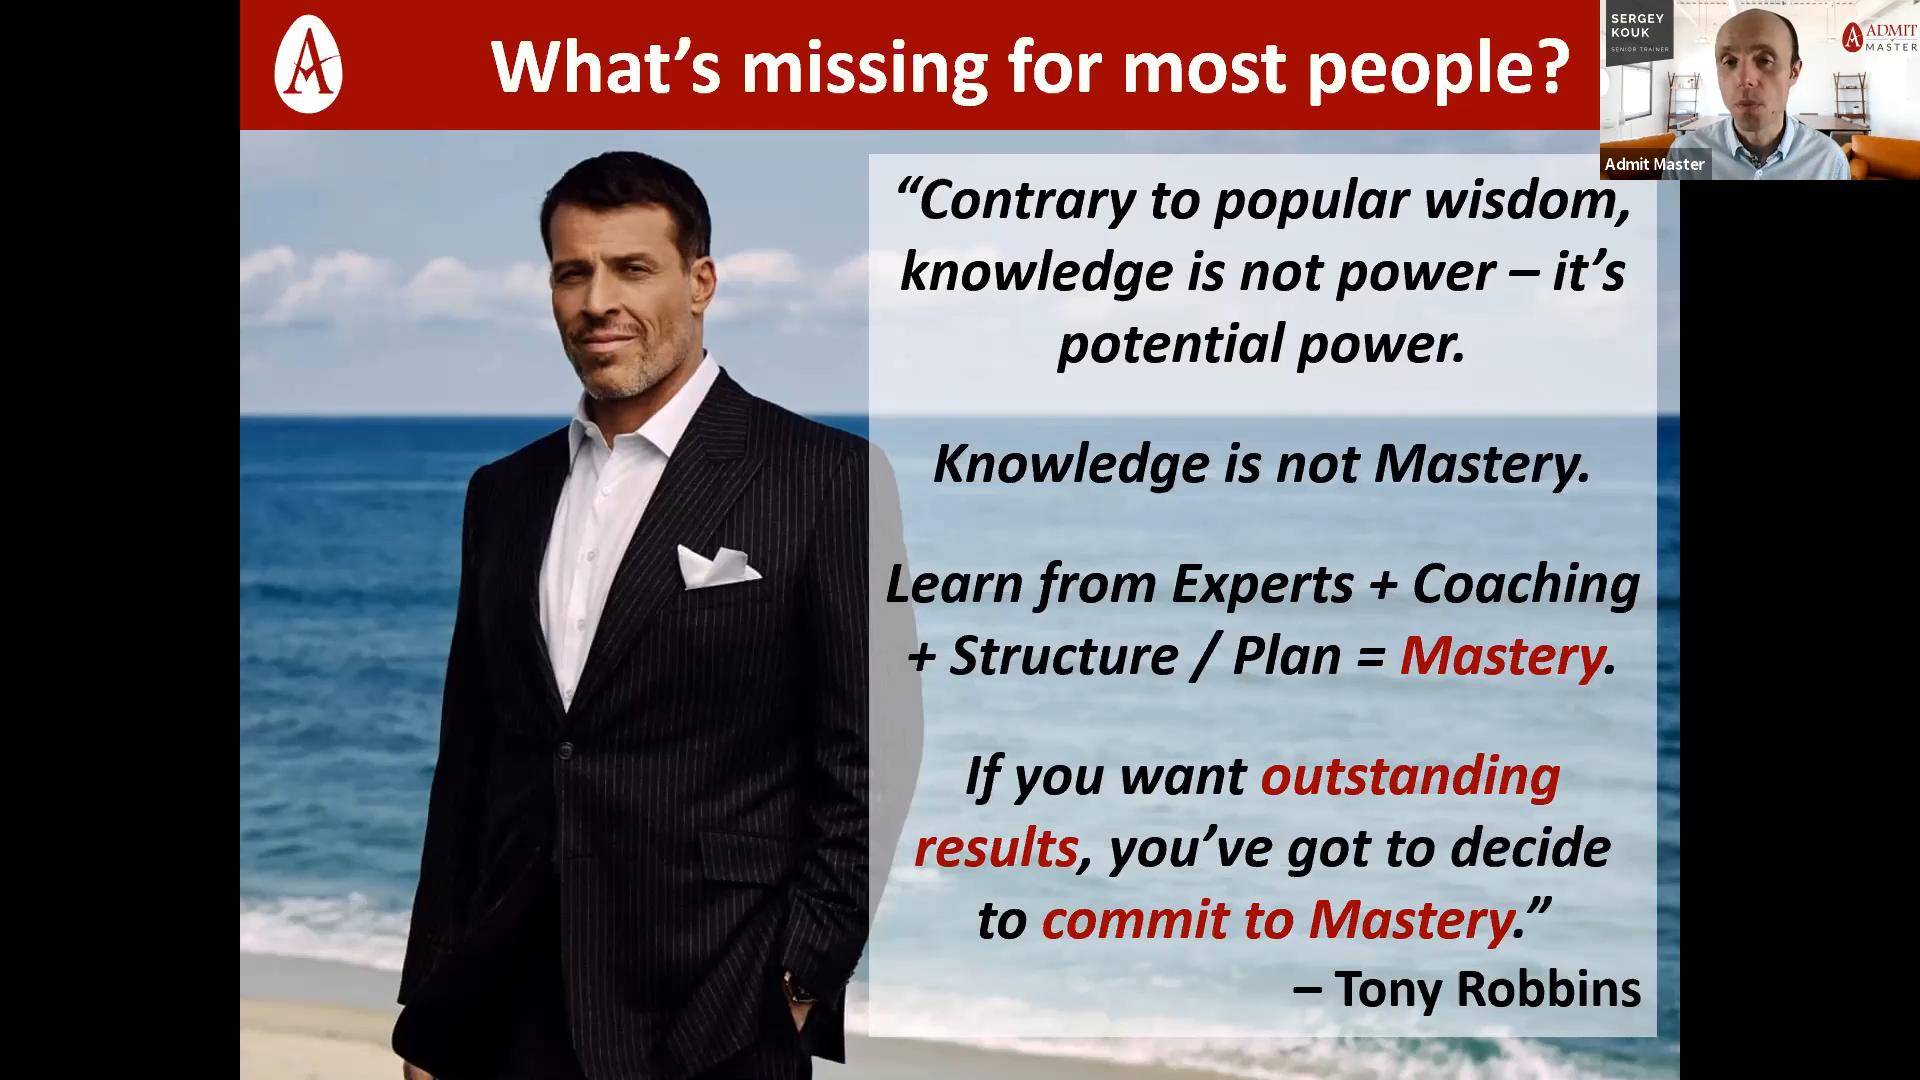 What's missing for most people?
SERGEY
KOUK
SENIOR TRAINER
ADMIT
MASTER
Admit Master
“Contrary to popular wisdom,
knowledge is not power – it’s
potential power.
Knowledge is not Mastery.
Learn from Experts + Coaching
+ Structure / Plan = Mastery.
If you want outstanding
results, you’ve got to decide
to commit to Mastery.”
– Tony Robbins